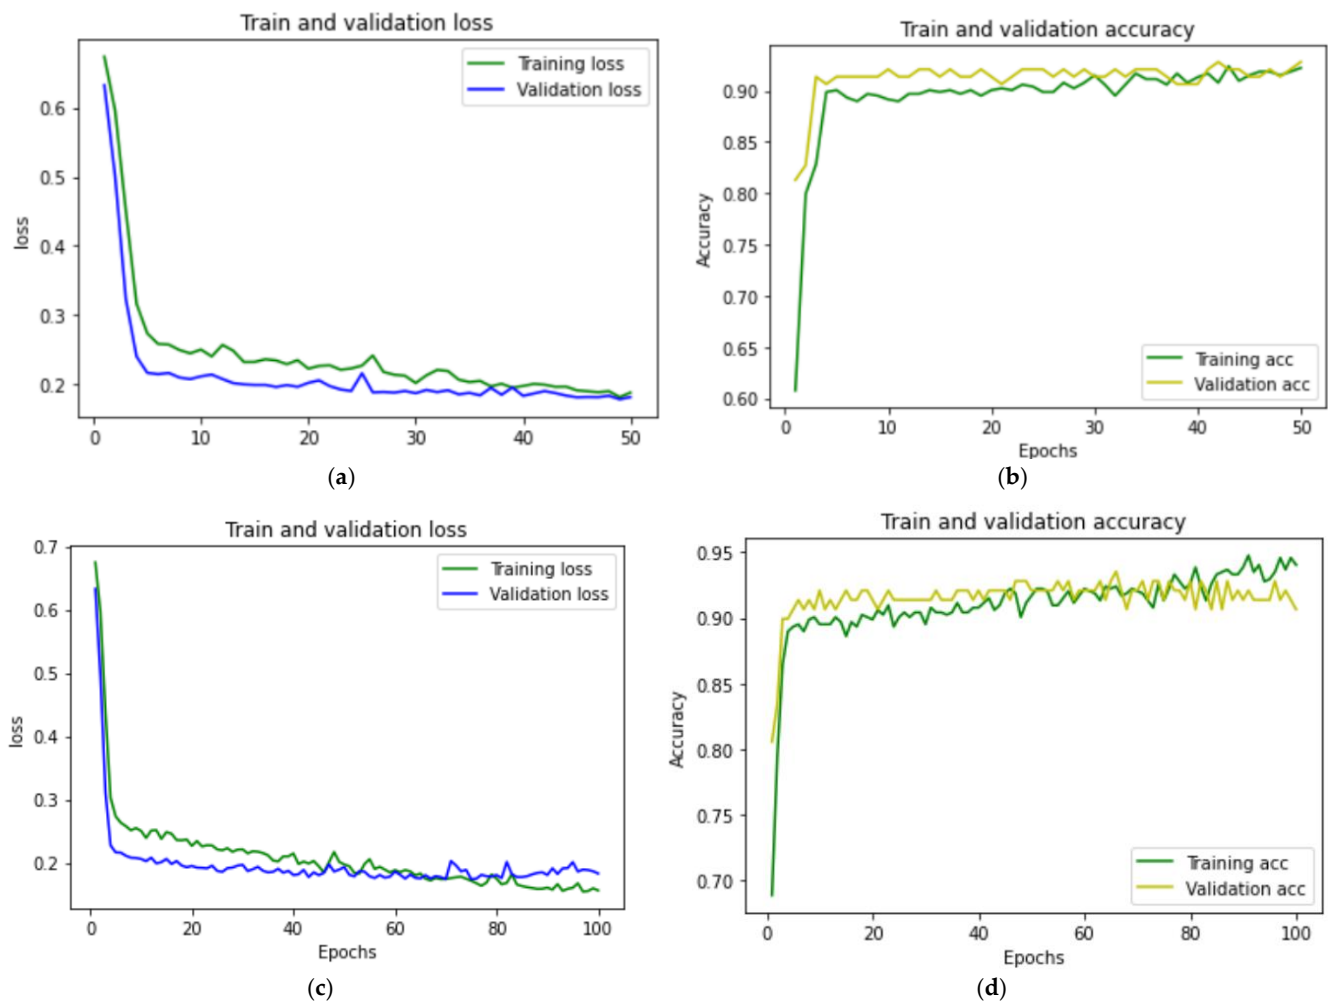 Train and validation loss
Training loss
Validation loss
loss
0.6
0.5
0.4
0.3
0.2
0 10 20 30 40 50
(a)
Train and validation accuracy
Accuracy
0.90
0.85
0.80
0.75
0.70
0.65
0.60
Training acc
Validation acc
0 10 20 30 40 50
Epochs
(b)
Train and validation loss
Training loss
Validation loss
loss
0.7
0.6
0.5
0.4
0.3
0.2
0 20 40 60 80 100
Epochs
(c)
Train and validation accuracy
Accuracy
0.95
0.90
0.85
0.80
0.75
0.70
Training acc
Validation acc
0 20 40 60 80 100
Epochs
(d)